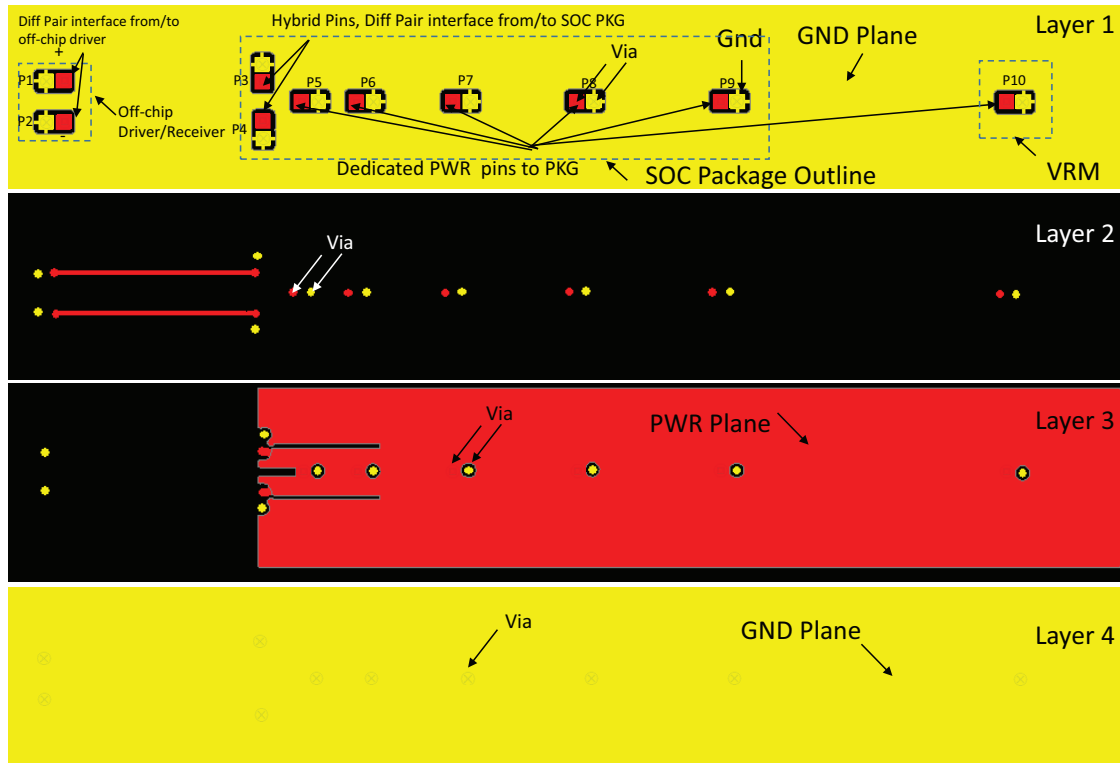 Diff Pair interface from/to
off-chip driver
+
P1
P2
-
Off-chip
Driver/Receiver
Hybrid Pins, Diff Pair interface from/to SOC PKG
P3
P4
P5
P6
P7
Via
P8
Gnd
P9
GND Plane
Layer 1
P10
Dedicated PWR pins to PKG
SOC Package Outline
VRM
Layer 2
Via
Layer 3
Via
PWR Plane
Layer 4
Via
GND Plane